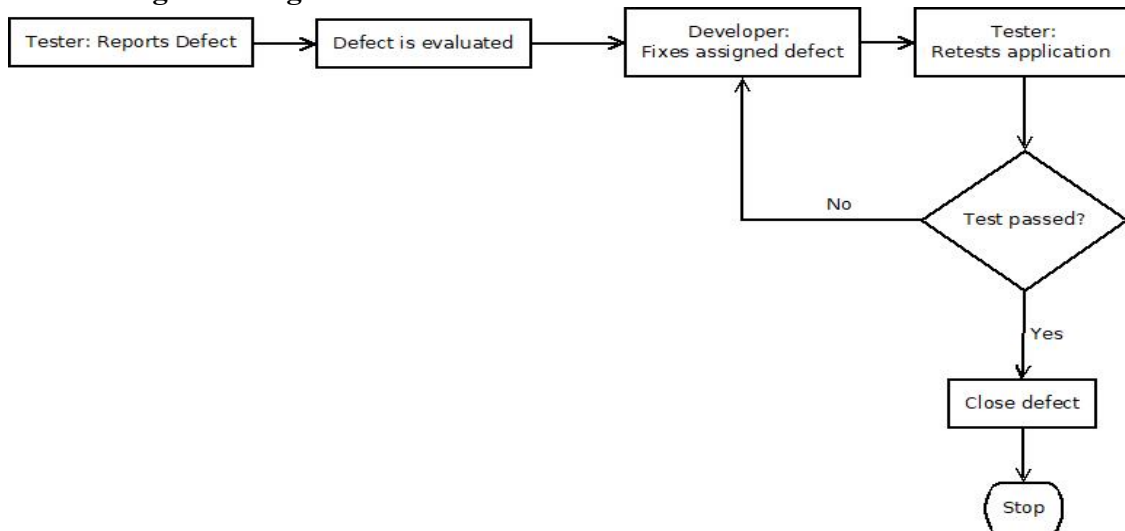 Tester: Reports Defect
Defect is evaluated
Developer:
Fixes assigned defect
Tester:
Retests application
No
Test passed?
Yes
Close defect
Stop